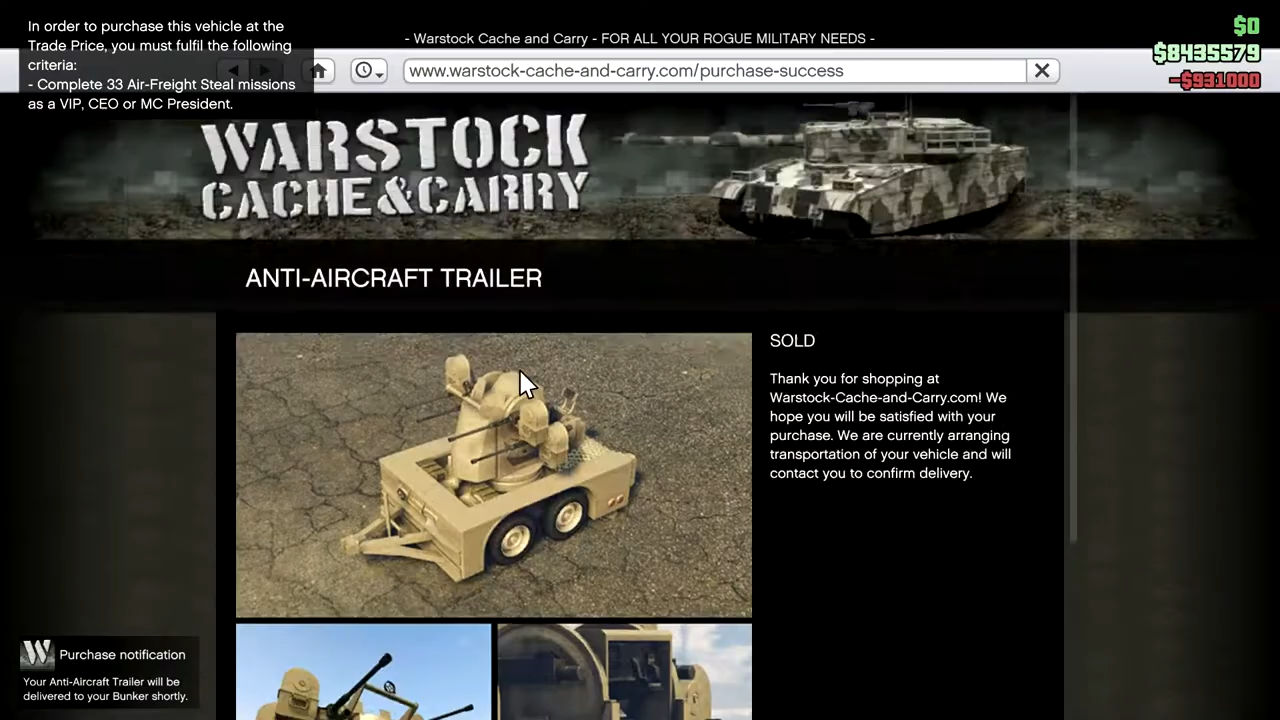 In order to purchase this vehicle at the
Trade Price, you must fulfil the following
criteria:
- Complete 33 Air-Freight Steal missions
as a VIP, CEO or MC President.
$0
$8435579
-$931000
- Warstock Cache and Carry - FOR ALL YOUR ROGUE MILITARY NEEDS -
www.warstock-cache-and-carry.com/purchase-success
WARSTOCK
CACHE&CARRY
ANTI-AIRCRAFT TRAILER
SOLD
Thank you for shopping at
Warstock-Cache-and-Carry.com! We
hope you will be satisfied with your
purchase. We are currently arranging
transportation of your vehicle and will
contact you to confirm delivery.
W
Purchase notification
Your Anti-Aircraft Trailer will be
delivered to your Bunker shortly.